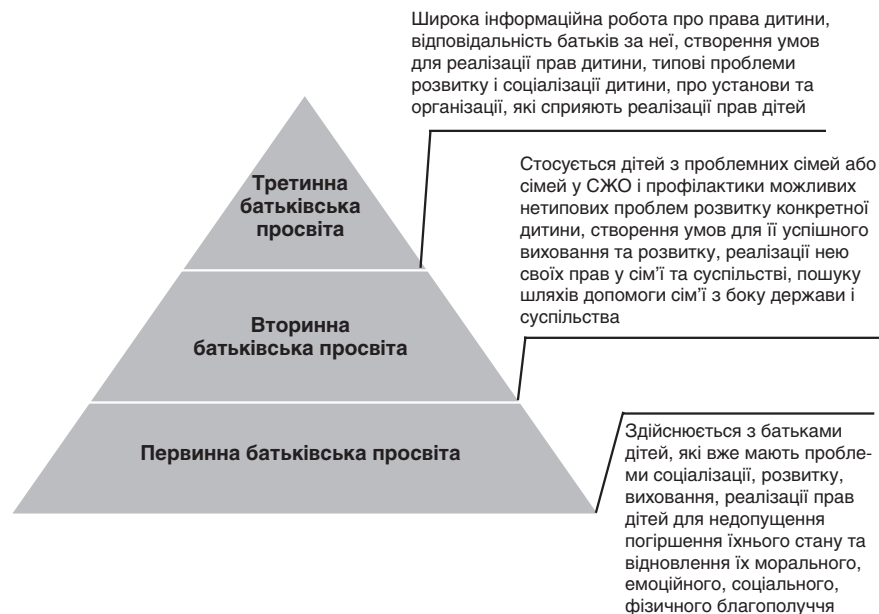 Широка інформаційна робота про права дитини,
відповідальність батьків за неї, створення умов
для реалізації прав дитини, типові проблеми
розвитку і соціалізації дитини, про установи та
організації, які сприяють реалізації прав дітей
Третинна
батьківська
просвіта
Стосується дітей з проблемних сімей або
сімей у СЖО і профілактики можливих
нетипових проблем розвитку конкретної
дитини, створення умов для її успішного
виховання та розвитку, реалізації нею
своїх прав у сім’ї та суспільстві, пошуку
шляхів допомоги сім’ї з боку держави і
суспільства
Вторинна
батьківська просвіта
Первинна батьківська просвіта
Здійснюється з батьками
дітей, які вже мають пробле-
ми соціалізації, розвитку,
виховання, реалізації прав
дітей для недопущення
погіршення їхнього стану та
відновлення їх морального,
емоційного, соціального,
фізичного благополуччя